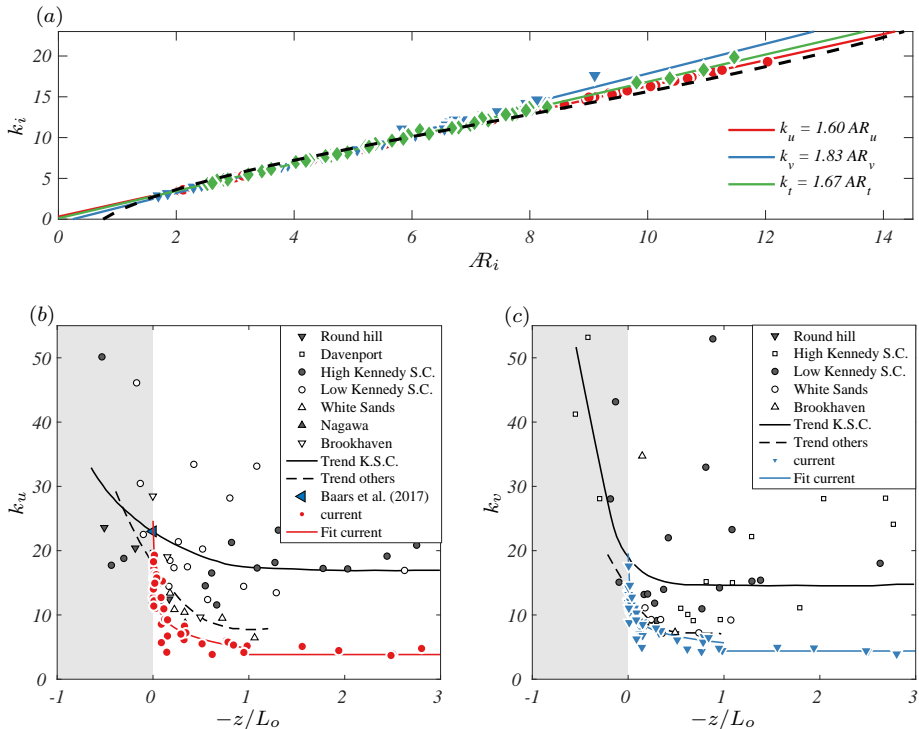 (a)
20
15
10
5
0
k_i
0
2
4
6
8
10
12
14
Æ_i
k_u = 1.60 AR_u
k_v = 1.83 AR_v
k_t = 1.67 AR_t
(b)
50
40
30
20
10
0
k_u
-1
0
1
2
3
−z/L_o
Round hill
Davenport
High Kennedy S.C.
Low Kennedy S.C.
White Sands
Nagawa
Brookhaven
Trend K.S.C.
Trend others
Baars et al. (2017)
current
Fit current
(c)
50
40
30
20
10
0
k_v
-1
0
1
2
3
−z/L_o
Round hill
High Kennedy S.C.
Low Kennedy S.C.
White Sands
Brookhaven
Trend K.S.C.
Trend others
current
Fit current